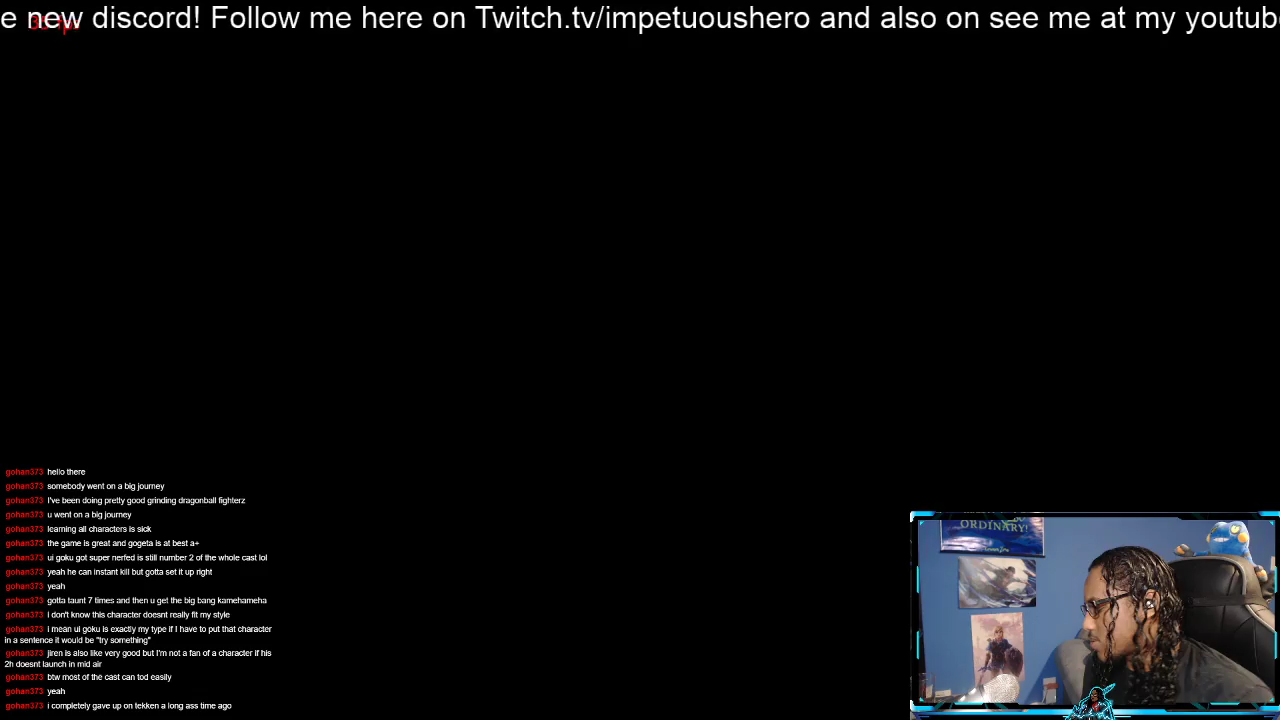 e new discord! Follow me here on Twitch.tv/impetuoushero and also on see me at my youtub
gohan373 hello there
gohan373 somebody went on a big journey
gohan373 I've been doing pretty good grinding dragonball fighterz
gohan373 u went on a big journey
gohan373 learning all characters is sick
gohan373 the game is great and gogeta is at best a+
gohan373 ui goku got super nerfed is still number 2 of the whole cast lol
gohan373 yeah he can instant kill but gotta set it up right
gohan373 yeah
gohan373 gotta taunt 7 times and then u get the big bang kamehameha
gohan373 i don't know this character doesnt really fit my style
gohan373 i mean ui goku is exactly my type if I have to put that character
in a sentence it would be "try something"
gohan373 jiren is also like very good but I'm not a fan of a character if his
2h doesnt launch in mid air
gohan373 btw most of the cast can tod easily
gohan373 yeah
gohan373 i completely gave up on tekken a long ass time ago
ORDINARY!